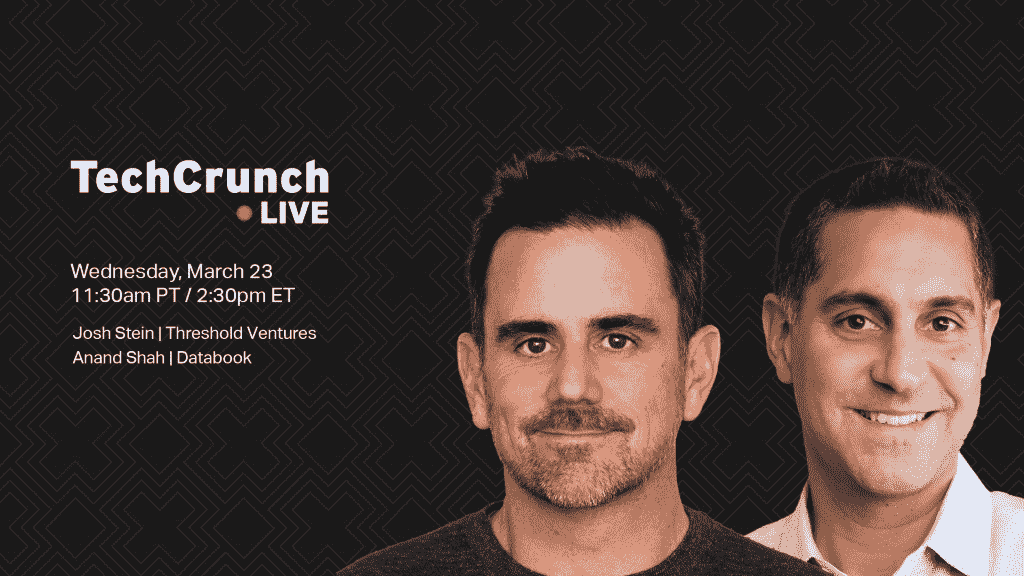 TechCrunch
LIVE
Wednesday, March 23
11:30am PT / 2:30pm ET
Josh Stein | Threshold Ventures
Anand Shah | Databook